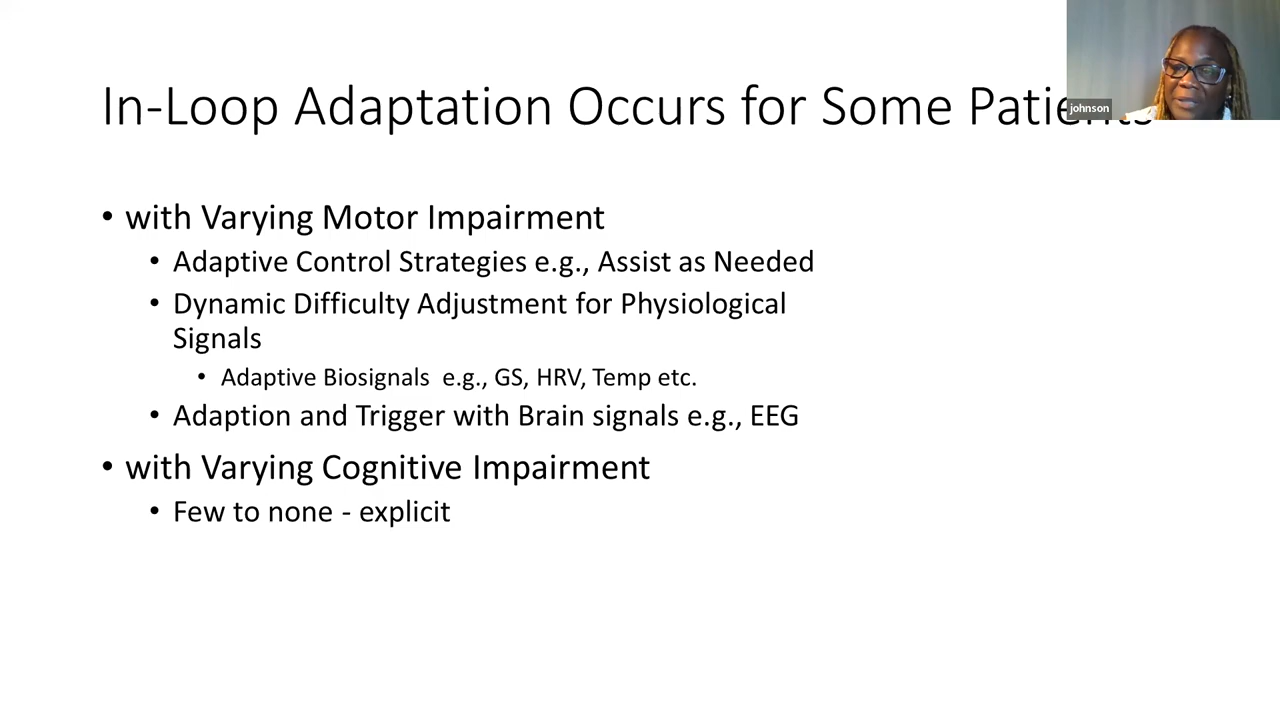 In-Loop Adaptation Occurs for Some Patients
johnson
• with Varying Motor Impairment
• Adaptive Control Strategies e.g., Assist as Needed
• Dynamic Difficulty Adjustment for Physiological
Signals
• Adaptive Biosignals e.g., GS, HRV, Temp etc.
• Adaption and Trigger with Brain signals e.g., EEG
• with Varying Cognitive Impairment
• Few to none - explicit